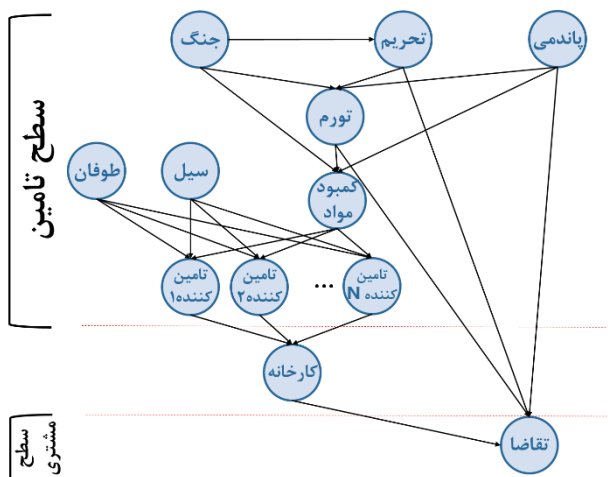 جنگ
تحریم
پاندمی
تورم
سطح تامین
طوفان
سیل
کمبود
مواد
تامین
کننده۱
تامین
کننده۲
...
تامین
کننده N
کارخانه
سطح
مشتری
تقاضا